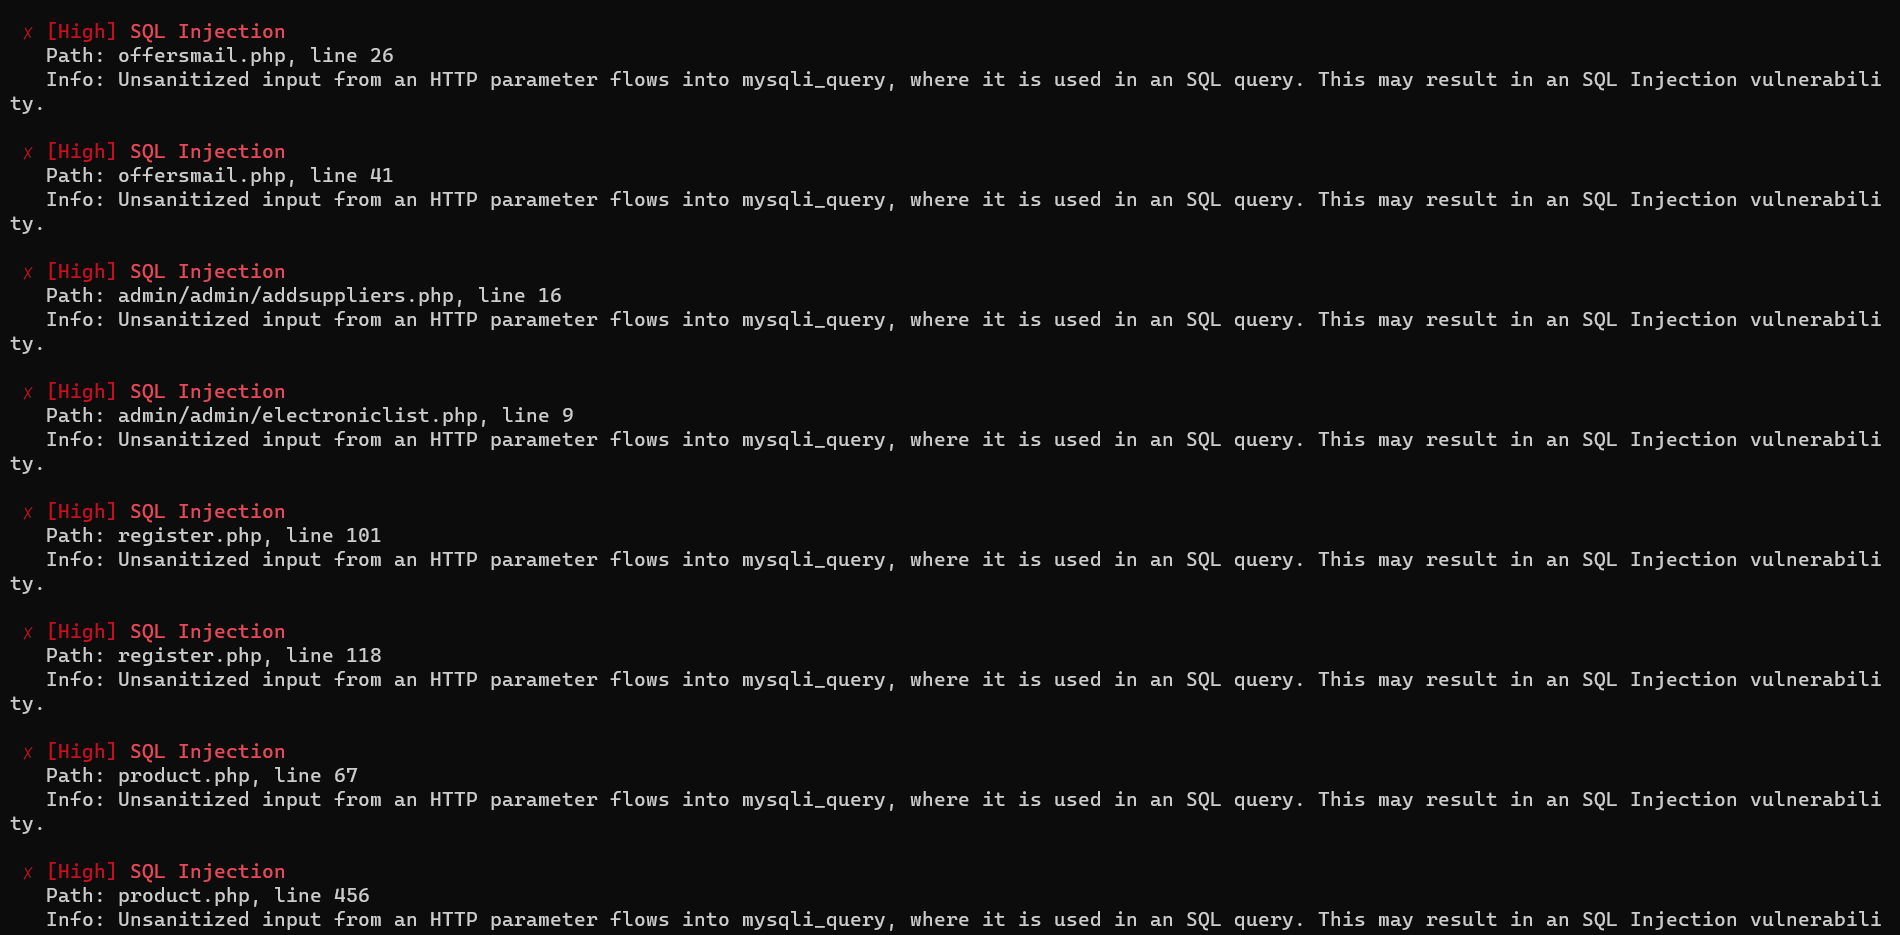 ✗ [High] SQL Injection
Path: offersmail.php, line 26
Info: Unsanitized input from an HTTP parameter flows into mysqli_query, where it is used in an SQL query. This may result in an SQL Injection vulnerabili
ty.
✗ [High] SQL Injection
Path: offersmail.php, line 41
Info: Unsanitized input from an HTTP parameter flows into mysqli_query, where it is used in an SQL query. This may result in an SQL Injection vulnerabili
ty.
✗ [High] SQL Injection
Path: admin/admin/addsuppliers.php, line 16
Info: Unsanitized input from an HTTP parameter flows into mysqli_query, where it is used in an SQL query. This may result in an SQL Injection vulnerabili
ty.
✗ [High] SQL Injection
Path: admin/admin/electroniclist.php, line 9
Info: Unsanitized input from an HTTP parameter flows into mysqli_query, where it is used in an SQL query. This may result in an SQL Injection vulnerabili
ty.
✗ [High] SQL Injection
Path: register.php, line 101
Info: Unsanitized input from an HTTP parameter flows into mysqli_query, where it is used in an SQL query. This may result in an SQL Injection vulnerabili
ty.
✗ [High] SQL Injection
Path: register.php, line 118
Info: Unsanitized input from an HTTP parameter flows into mysqli_query, where it is used in an SQL query. This may result in an SQL Injection vulnerabili
ty.
✗ [High] SQL Injection
Path: product.php, line 67
Info: Unsanitized input from an HTTP parameter flows into mysqli_query, where it is used in an SQL query. This may result in an SQL Injection vulnerabili
ty.
✗ [High] SQL Injection
Path: product.php, line 456
Info: Unsanitized input from an HTTP parameter flows into mysqli_query, where it is used in an SQL query. This may result in an SQL Injection vulnerabili